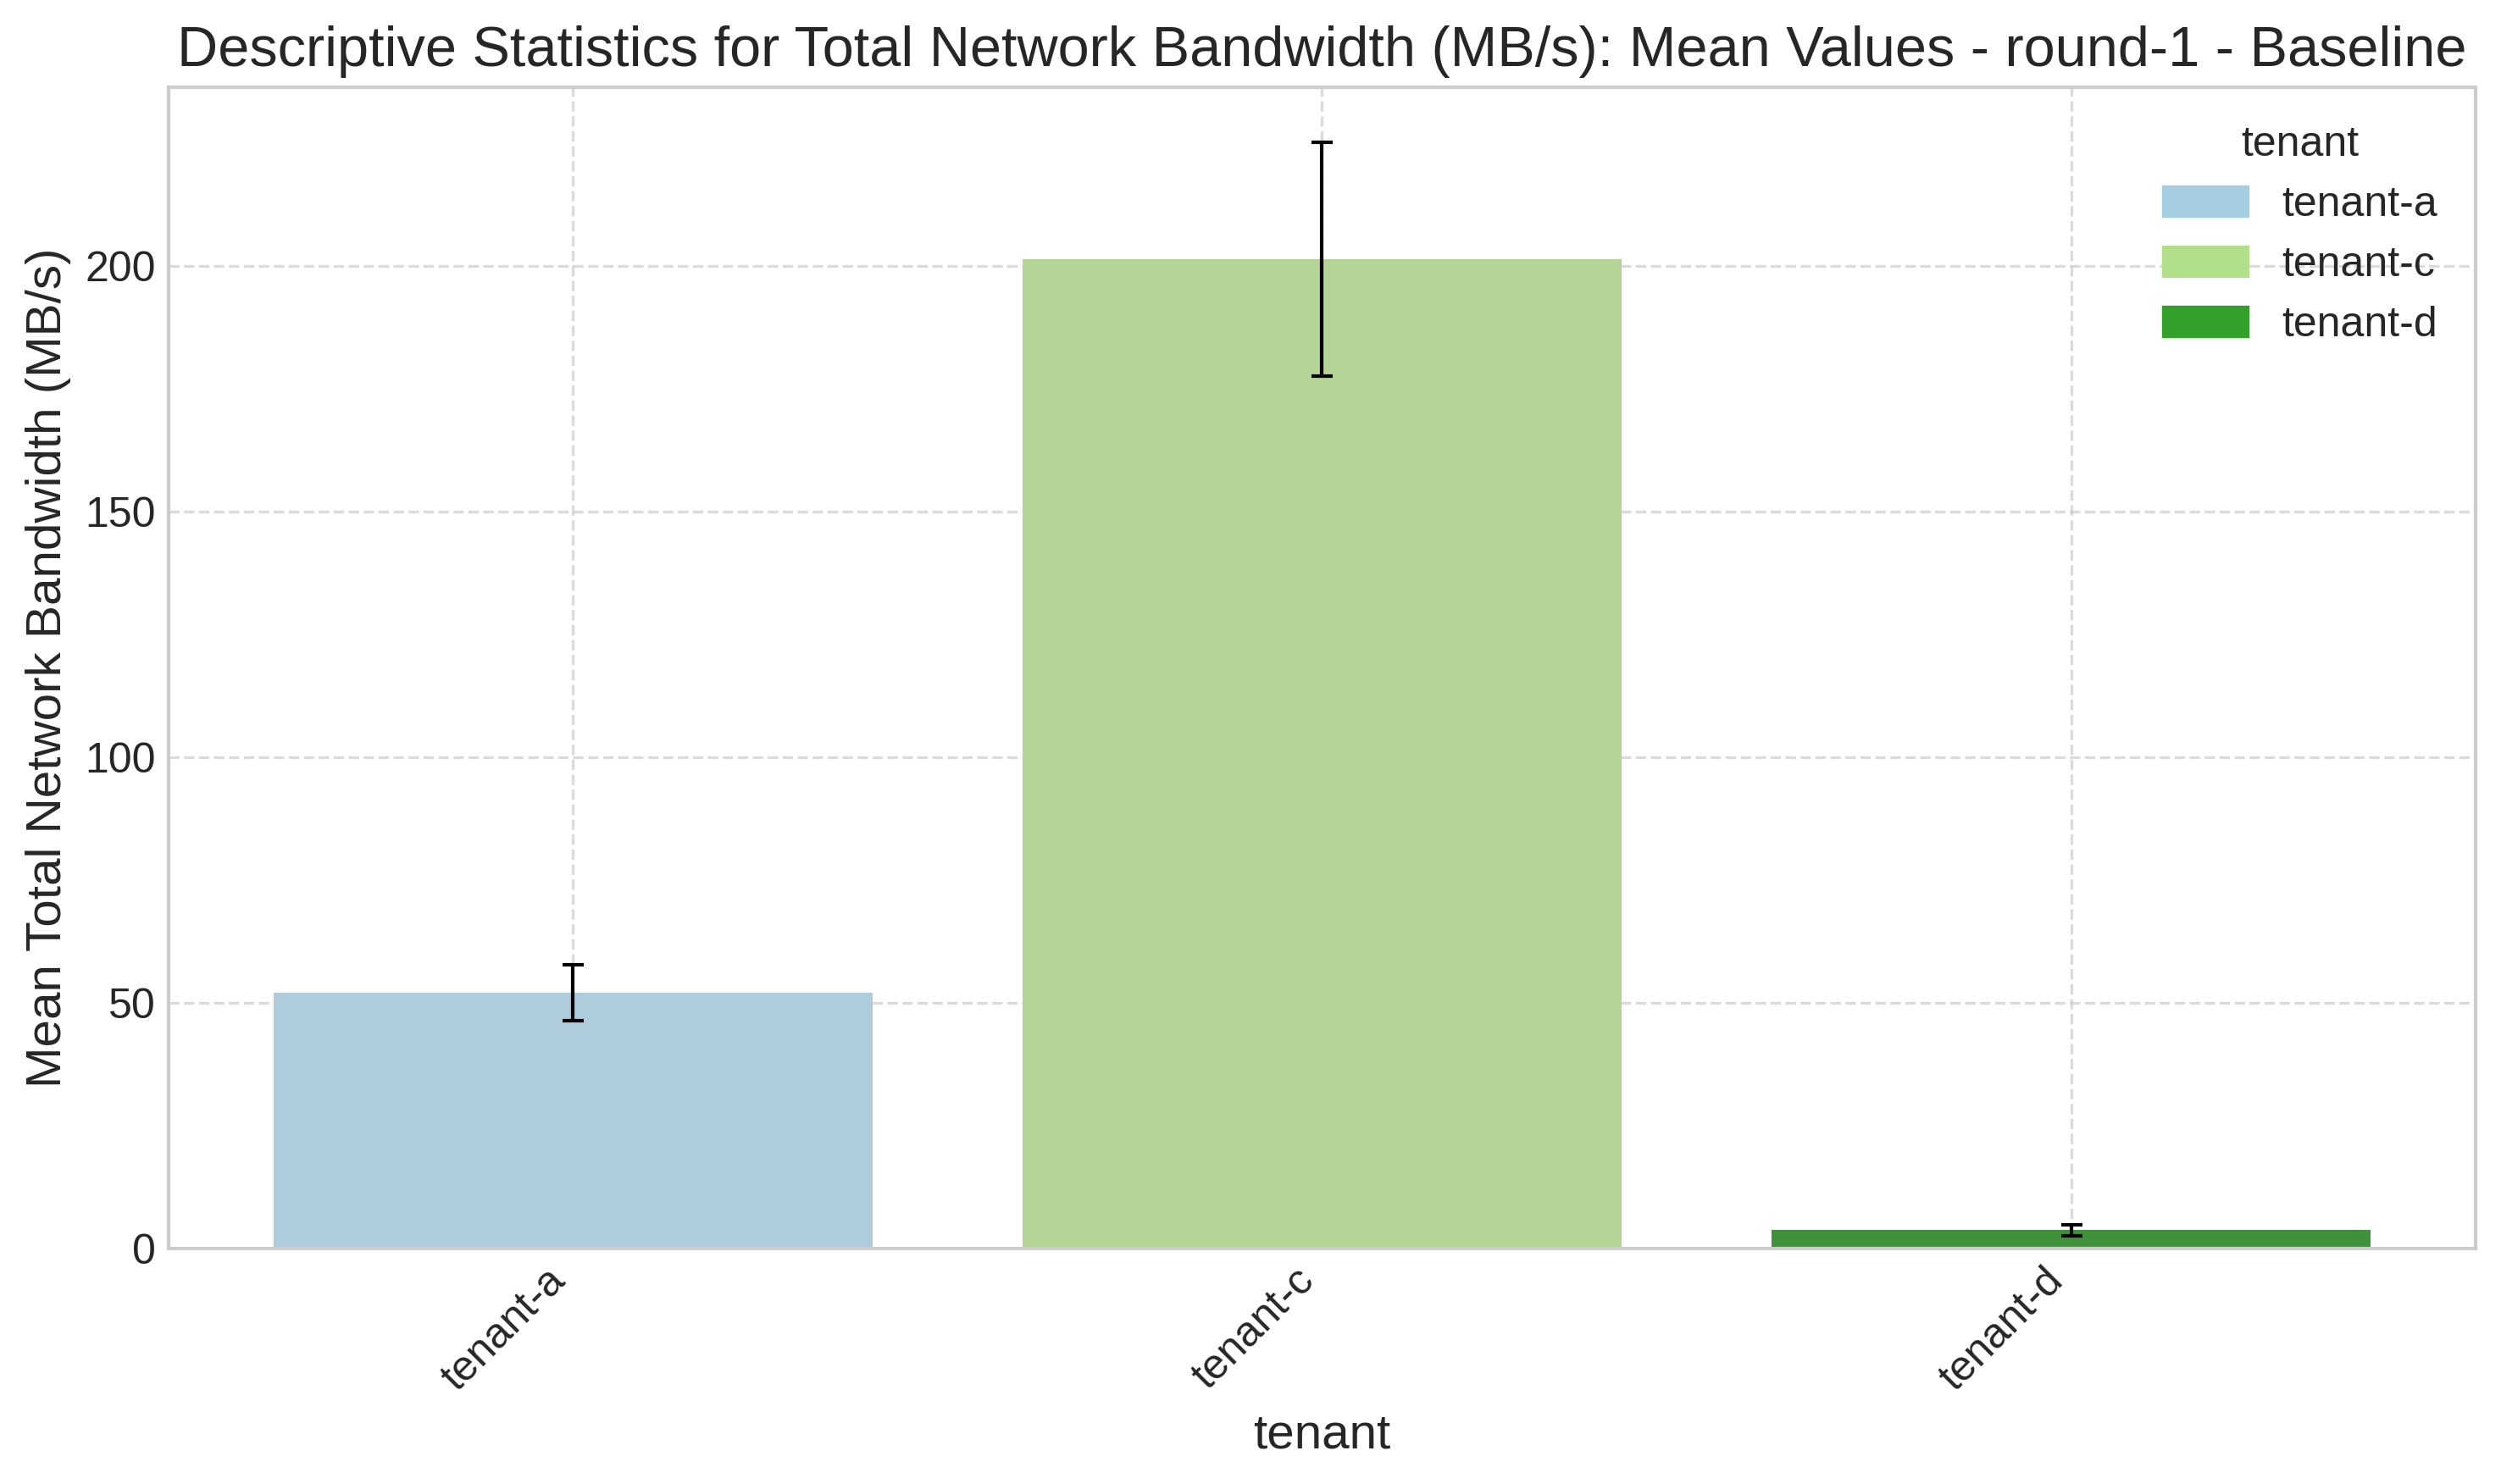 Descriptive Statistics for Total Network Bandwidth (MB/s): Mean Values - round-1 - Baseline
Mean Total Network Bandwidth (MB/s)
200
150
100
50
0
tenant
tenant-a
tenant-c
tenant-d
tenant-a
tenant-c
tenant-d
tenant